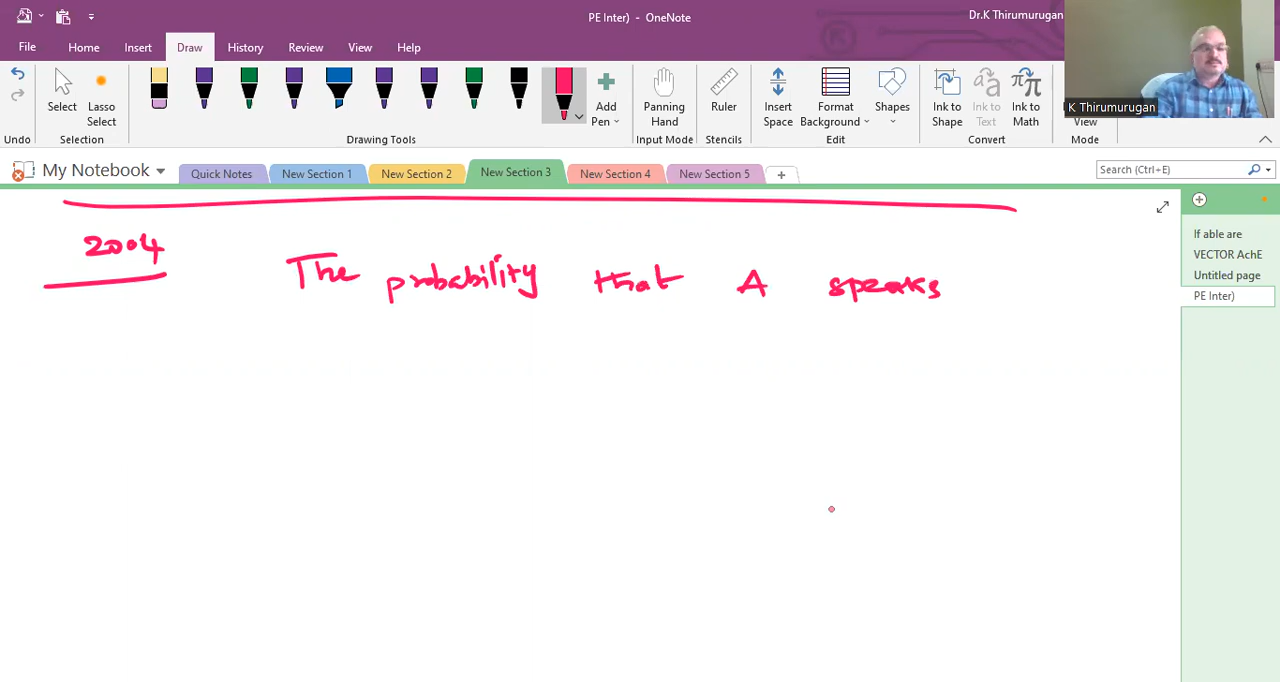 PE Inter) - OneNote
Dr.K Thirumurugan
File Home Insert Draw History Review View Help
Undo
Select
Lasso Select
Selection
Drawing Tools
Add Pen
Panning Hand
Input Mode
Ruler
Stencils
Insert Space
Format Background
Shapes
Edit
Ink to Shape
Ink to Text
Ink to Math
Convert
View
Mode
K Thirumurugan
My Notebook
Quick Notes New Section 1 New Section 2 New Section 3 New Section 4 New Section 5 +
Search (Ctrl+E)
2004
The probability that A speaks
If able are
VECTOR AchE
Untitled page
PE Inter)